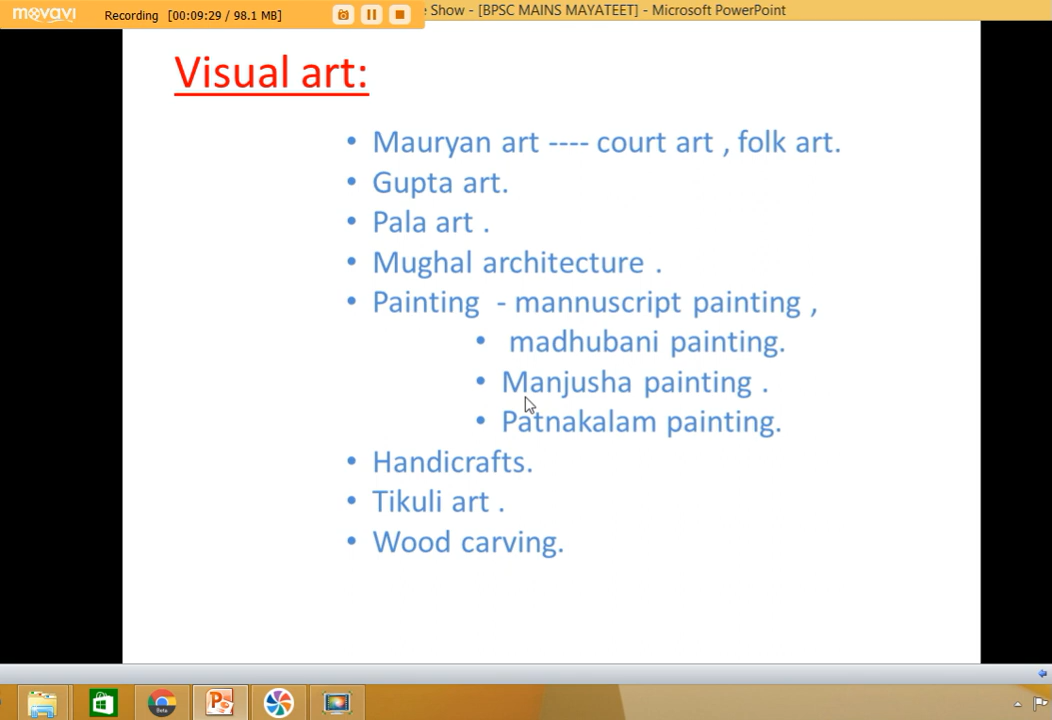 movavi
Recording [00:09:29 / 98.1 MB]
e Show - [BPSC MAINS MAYATEET] - Microsoft PowerPoint
Visual art:
• Mauryan art ---- court art , folk art.
• Gupta art.
• Pala art .
• Mughal architecture .
• Painting - mannuscript painting ,
• madhubani painting.
• Manjusha painting .
• Patnakalam painting.
• Handicrafts.
• Tikuli art .
• Wood carving.
Beta